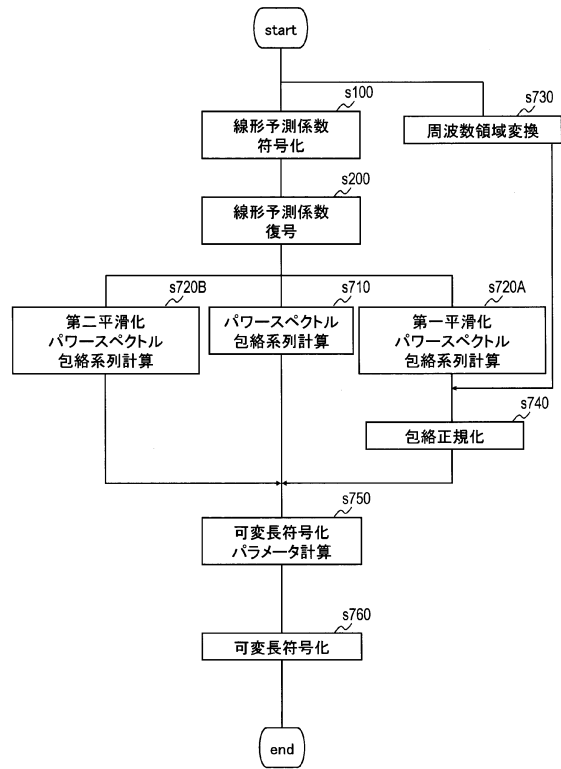 start
s100
線形予測係数
符号化
s730
周波数領域変換
s200
線形予測係数
復号
s720B
第二平滑化
パワースペクトル
包絡系列計算
s710
パワースペクトル
包絡系列計算
s720A
第一平滑化
パワースペクトル
包絡系列計算
s740
包絡正規化
s750
可変長符号化
パラメータ計算
s760
可変長符号化
end